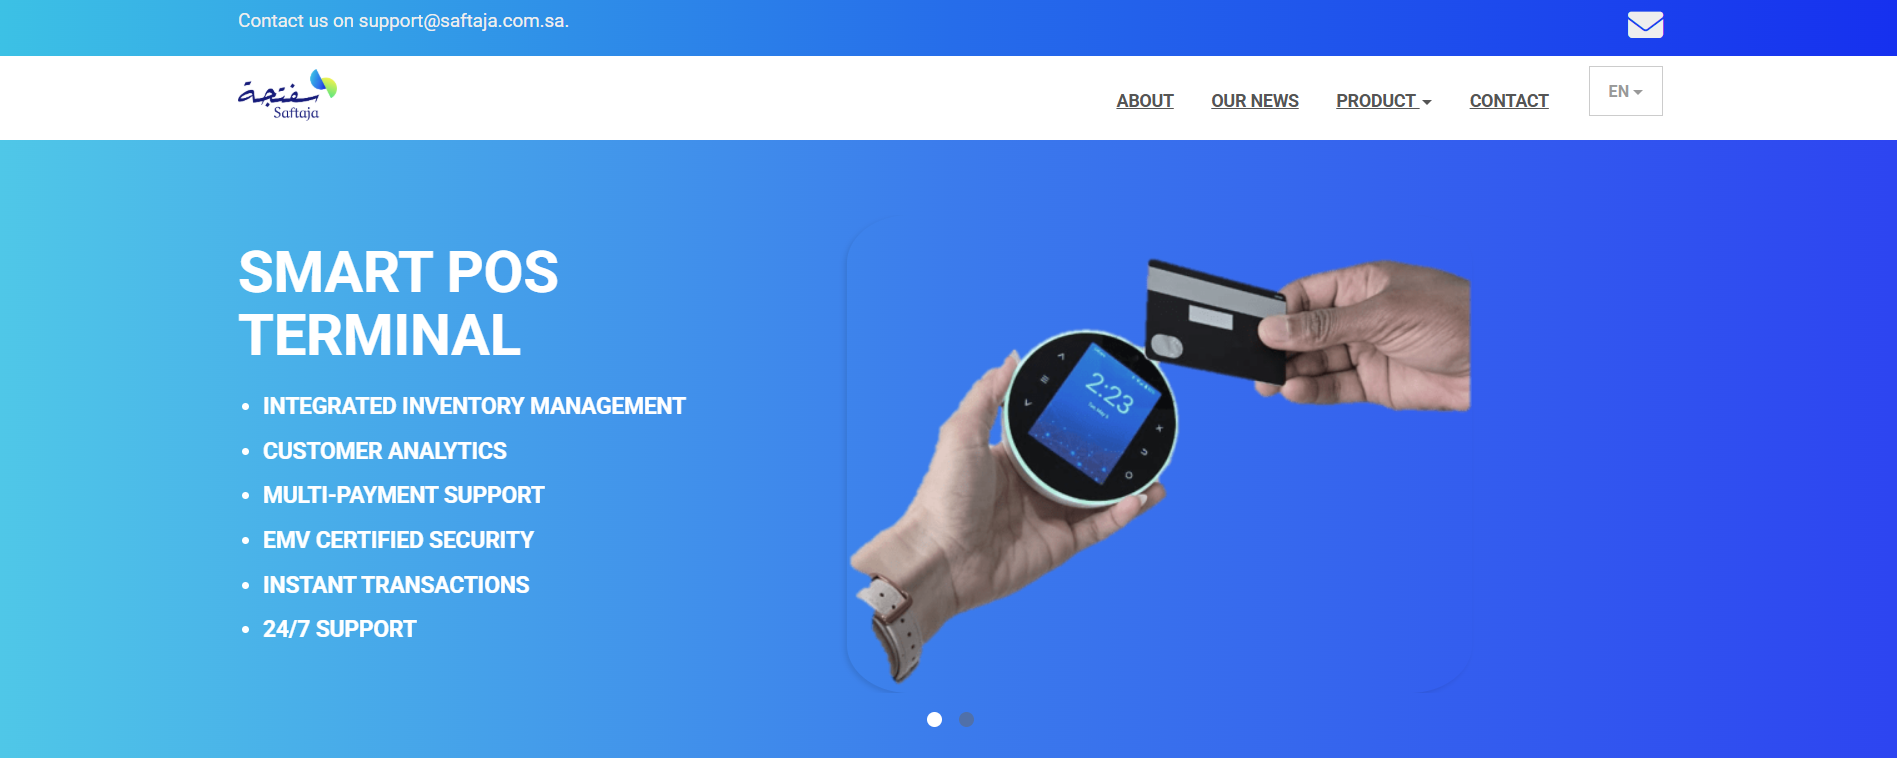 Contact us on support@saftaja.com.sa.
سفتجة
Saftaja
ABOUT
OUR NEWS
PRODUCT
CONTACT
EN
SMART POS
TERMINAL
• INTEGRATED INVENTORY MANAGEMENT
• CUSTOMER ANALYTICS
• MULTI-PAYMENT SUPPORT
• EMV CERTIFIED SECURITY
• INSTANT TRANSACTIONS
• 24/7 SUPPORT
2:23